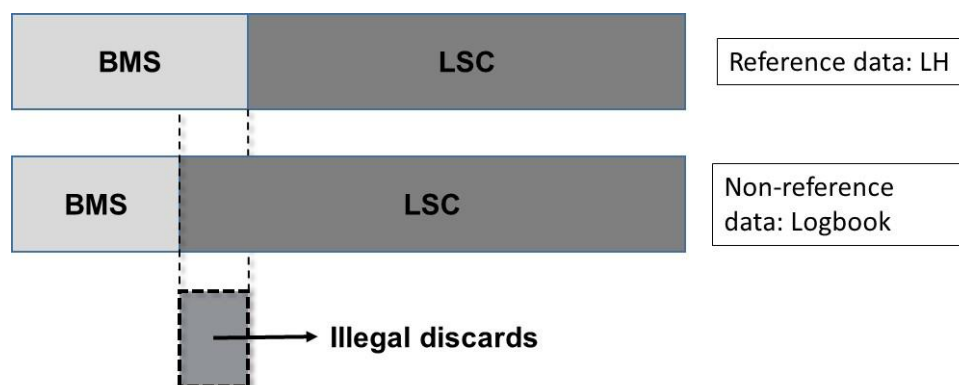 BMS
LSC
Reference data: LH
BMS
LSC
Non-reference
data: Logbook
Illegal discards